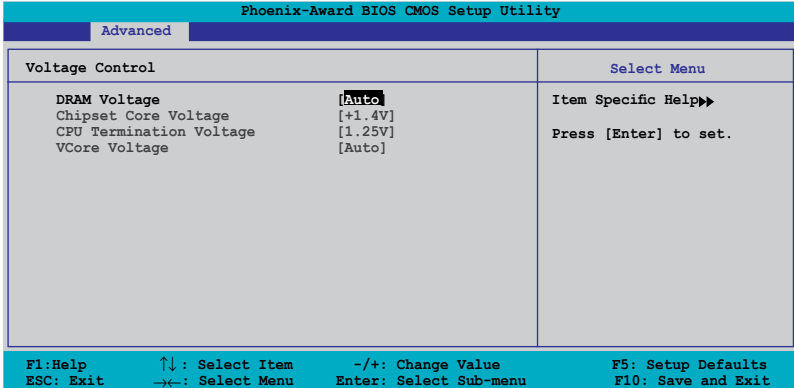 Phoenix-Award BIOS CMOS Setup Utility
Advanced
Voltage Control
Select Menu
DRAM Voltage [Auto]
Chipset Core Voltage [+1.4V]
CPU Termination Voltage [1.25V]
VCore Voltage [Auto]
Item Specific Help▶▶
Press [Enter] to set.
F1:Help ↑↓: Select Item -/+: Change Value F5: Setup Defaults
ESC: Exit →←: Select Menu Enter: Select Sub-menu F10: Save and Exit